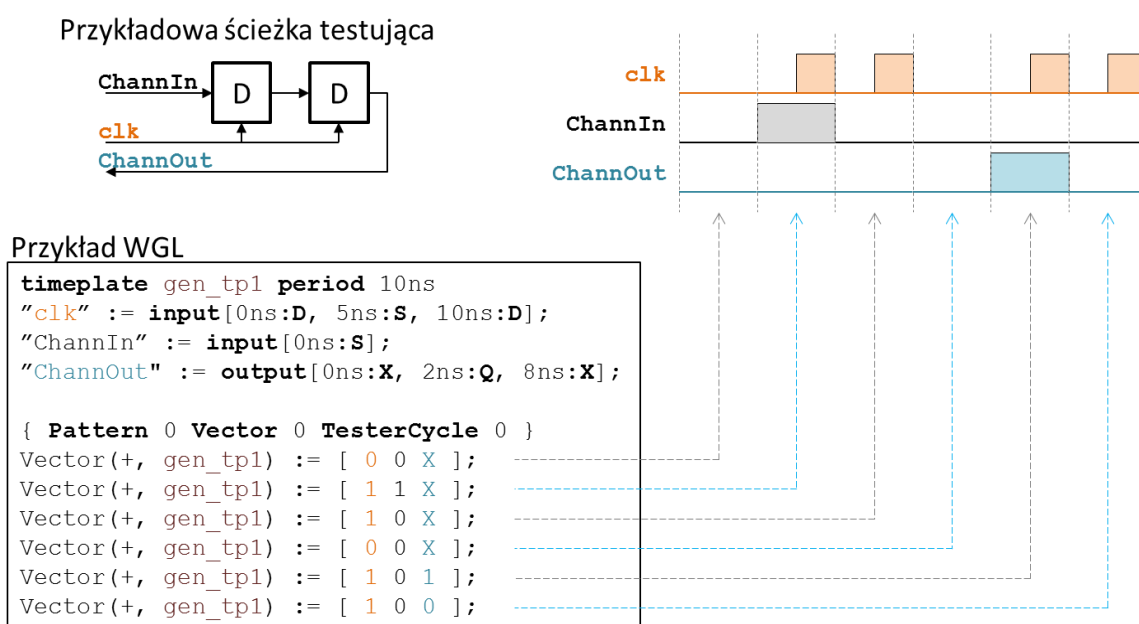 Przykładowa ścieżka testująca
ChannIn
D
D
clk
ChannOut
clk
ChannIn
ChannOut
Przykład WGL
timeplate gen_tp1 period 10ns
"clk" := input[0ns:D, 5ns:S, 10ns:D];
"ChannIn" := input[0ns:S];
"ChannOut" := output[0ns:X, 2ns:Q, 8ns:X];
{ Pattern 0 Vector 0 TesterCycle 0 }
Vector(+, gen_tp1) := [ 0 0 X ];
Vector(+, gen_tp1) := [ 1 1 X ];
Vector(+, gen_tp1) := [ 1 0 X ];
Vector(+, gen_tp1) := [ 0 0 X ];
Vector(+, gen_tp1) := [ 1 0 1 ];
Vector(+, gen_tp1) := [ 1 0 0 ];